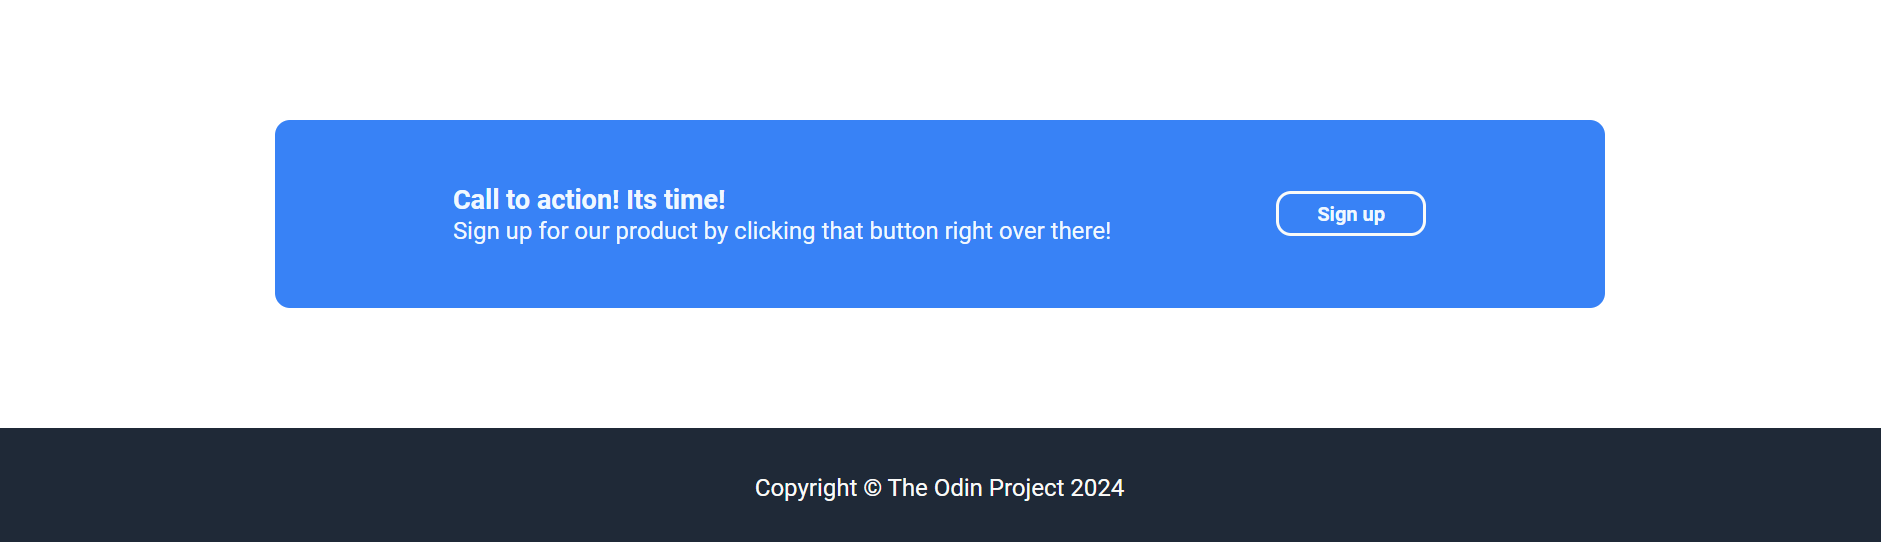 Call to action! Its time!
Sign up for our product by clicking that button right over there!
Sign up
Copyright © The Odin Project 2024